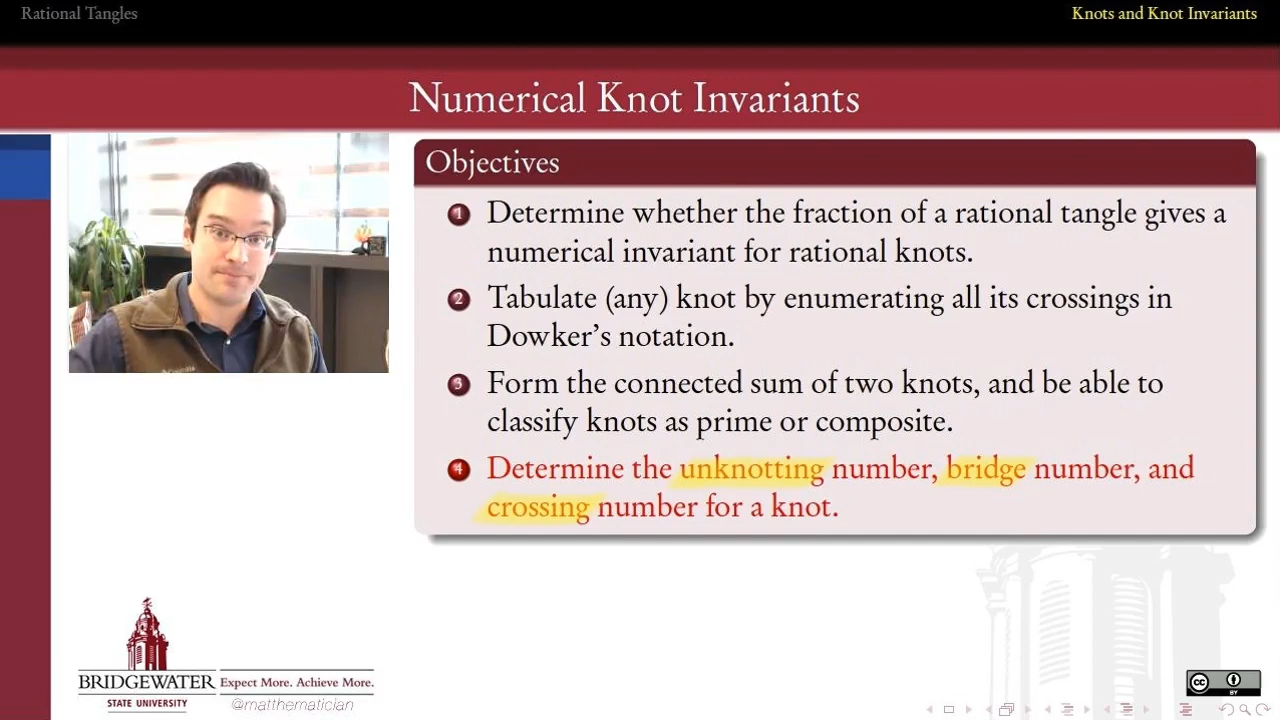 Rational Tangles
Knots and Knot Invariants
Numerical Knot Invariants
Objectives
1 Determine whether the fraction of a rational tangle gives a
numerical invariant for rational knots.
2 Tabulate (any) knot by enumerating all its crossings in
Dowker's notation.
3 Form the connected sum of two knots, and be able to
classify knots as prime or composite.
4 Determine the unknotting number, bridge number, and
crossing number for a knot.
BRIDGEWATER
STATE UNIVERSITY
Expect More. Achieve More.
@matthematician
cc
BY